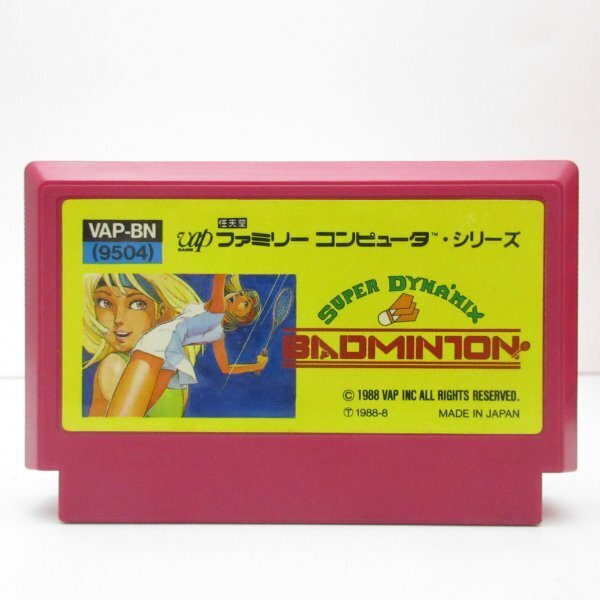 VAP-BN
(9504)
vap
GAME
任天堂
ファミリー コンピュータ™・シリーズ
SUPER DYNA'MIX
BADMINTON
© 1988 VAP INC ALL RIGHTS RESERVED.
Ⓣ 1988-8 MADE IN JAPAN